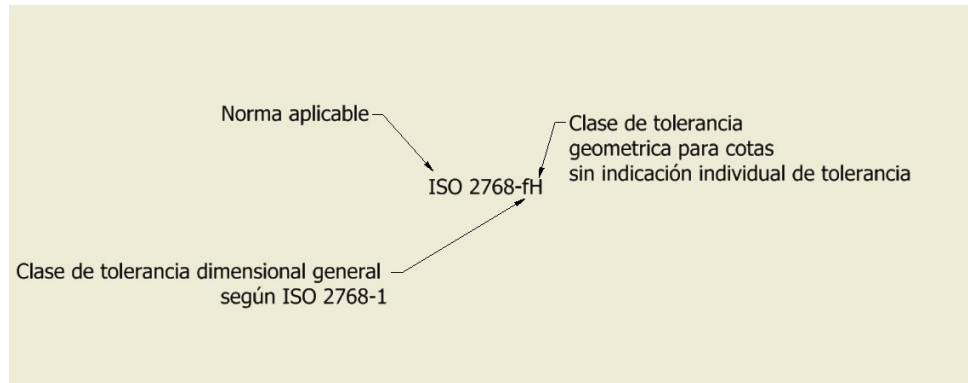 Norma aplicable
Clase de tolerancia
geometrica para cotas
sin indicación individual de tolerancia
ISO 2768-fH
Clase de tolerancia dimensional general
según ISO 2768-1